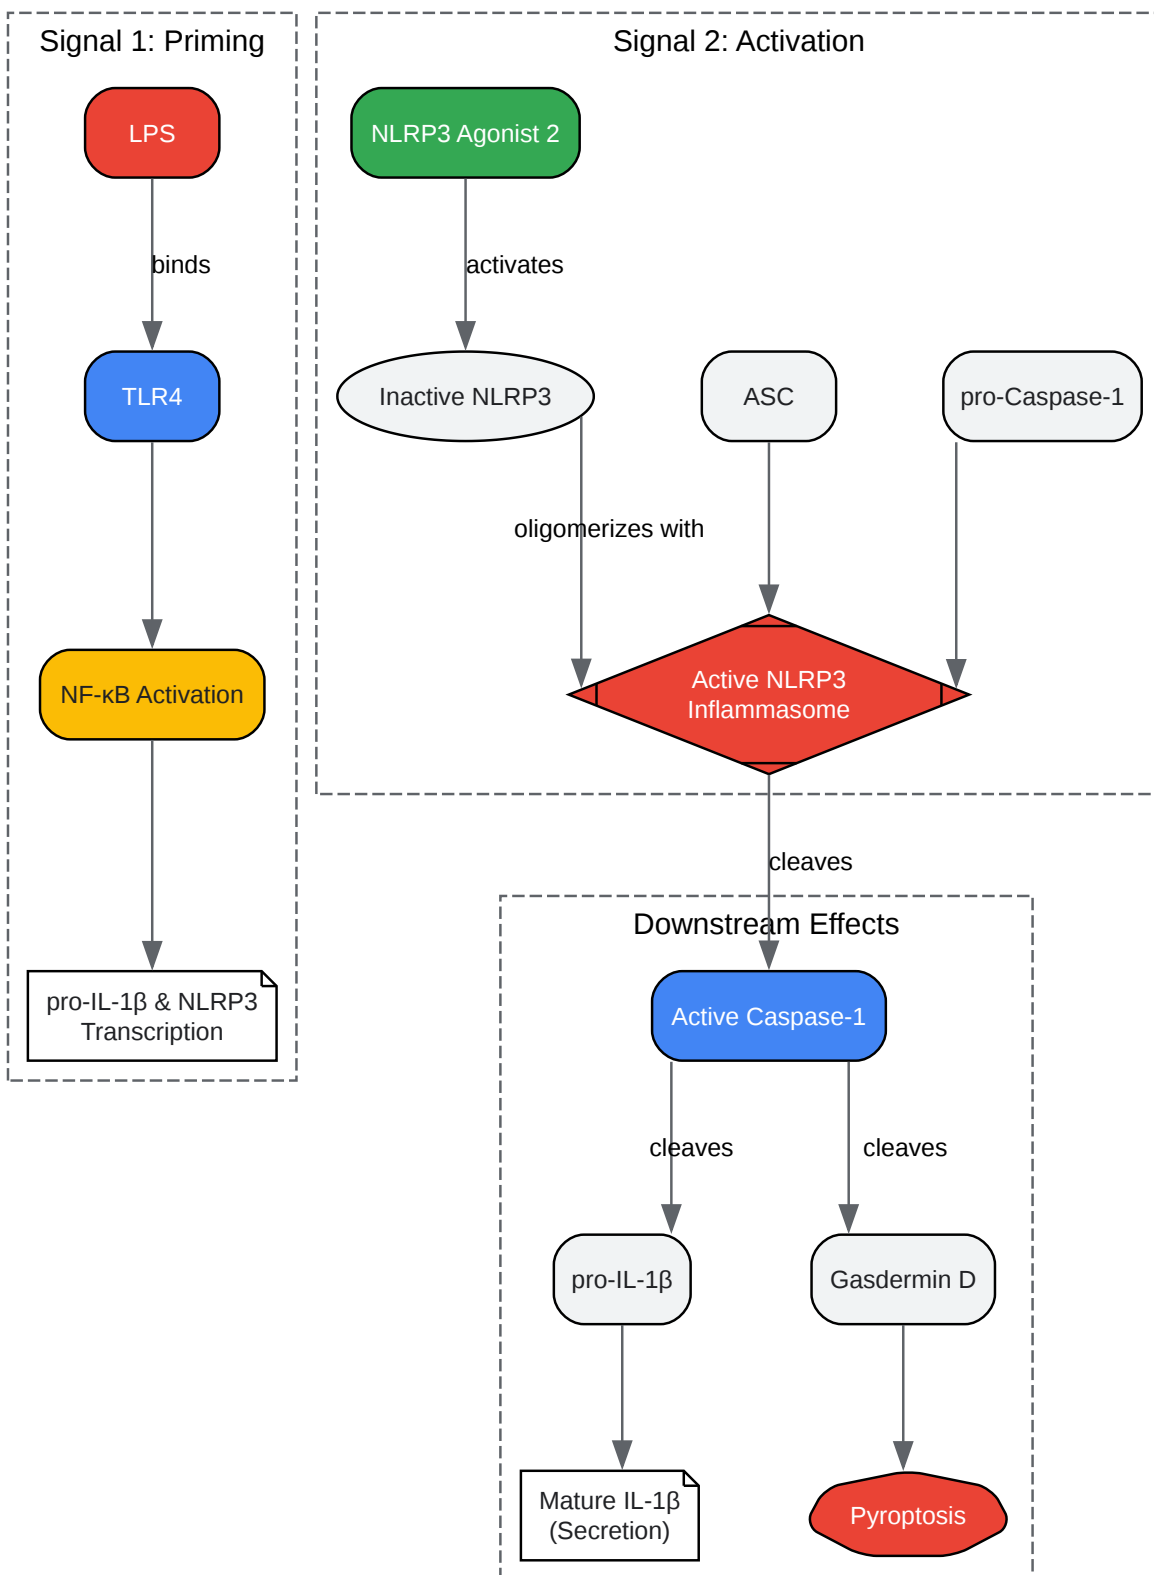 Signal 1: Priming
LPS
binds
TLR4
NF-κB Activation
pro-IL-1β & NLRP3
Transcription
Signal 2: Activation
NLRP3 Agonist 2
activates
Inactive NLRP3
ASC
pro-Caspase-1
oligomerizes with
Active NLRP3
Inflammasome
cleaves
Downstream Effects
Active Caspase-1
cleaves
cleaves
pro-IL-1β
Gasdermin D
Mature IL-1β
(Secretion)
Pyroptosis